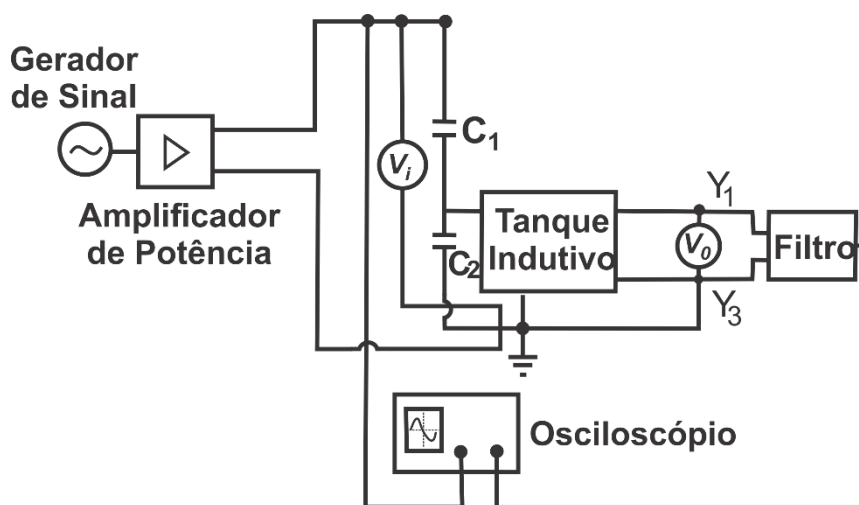 Gerador
de Sinal
Amplificador
de Potência
Vi
C1
C2
Tanque
Indutivo
Y1
V0
Y3
Filtro
Osciloscópio